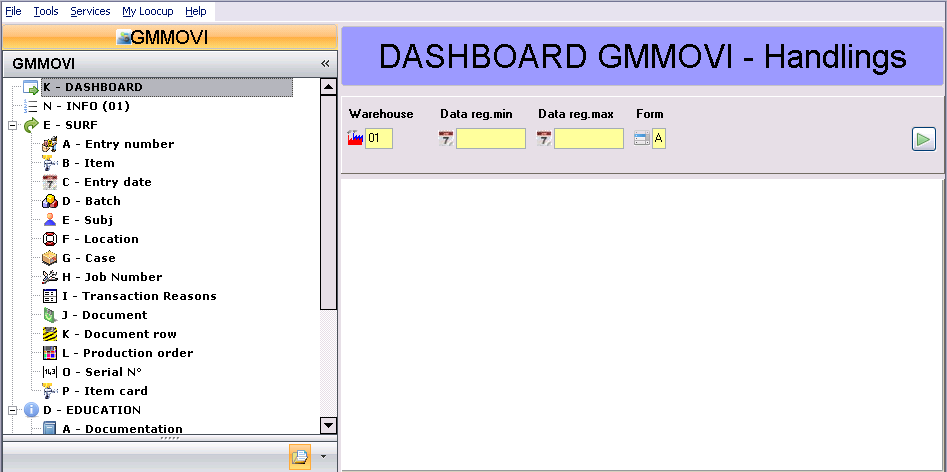 File Tools Services My Loocup Help
GMMOVI
GMMOVI «
K - DASHBOARD
N - INFO (01)
E - SURF
A - Entry number
B - Item
C - Entry date
D - Batch
E - Subj
F - Location
G - Case
H - Job Number
I - Transaction Reasons
J - Document
K - Document row
L - Production order
O - Serial N°
P - Item card
D - EDUCATION
A - Documentation
DASHBOARD GMMOVI - Handlings
Warehouse Data reg.min Data reg.max Form
01 7 7 A